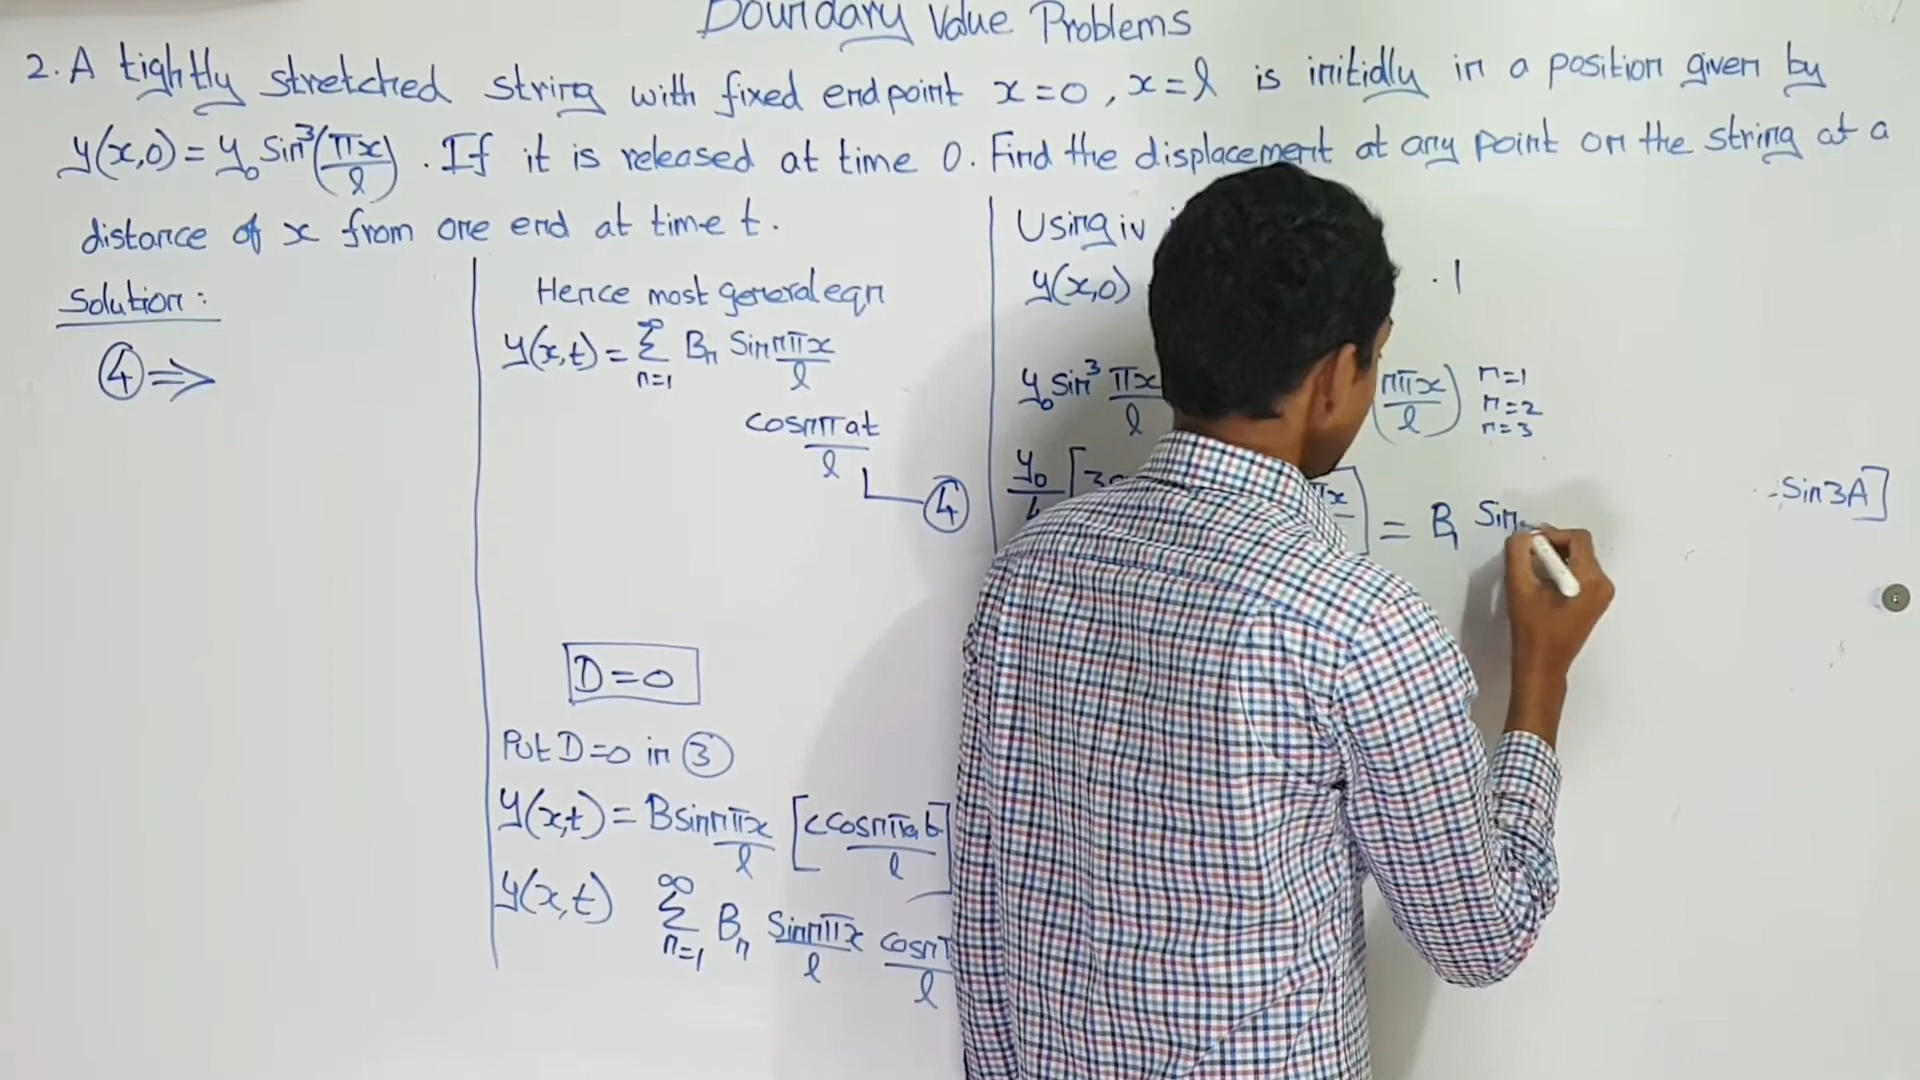 Boundary Value Problems
2. A tightly stretched string with fixed endpoint x=0, x=l is initially in a position given by
y(x,0) = y₀ Sin³(πx/l). If it is released at time 0. Find the displacement at any point on the string at a
distance of x from one end at time t.
Solution:
④ ⇒
Hence most general eqn
y(x,t) = ∑_{n=1}^{∞} Bₙ Sin nπx/l
cos nπat/l
④
D=0
Put D=0 in ③
y(x,t) = B sin nπx/l [c cos nπat/l]
y(x,t) ∑_{n=1}^{∞} Bₙ Sin nπx/l cos nπ /l
Using iv
y(x,0) . 1
y₀ sin³ πx/l (nπx/l) n=1
n=2
n=3
y₀/4 [3 πx ] = B₁ Sin
Sin3A]